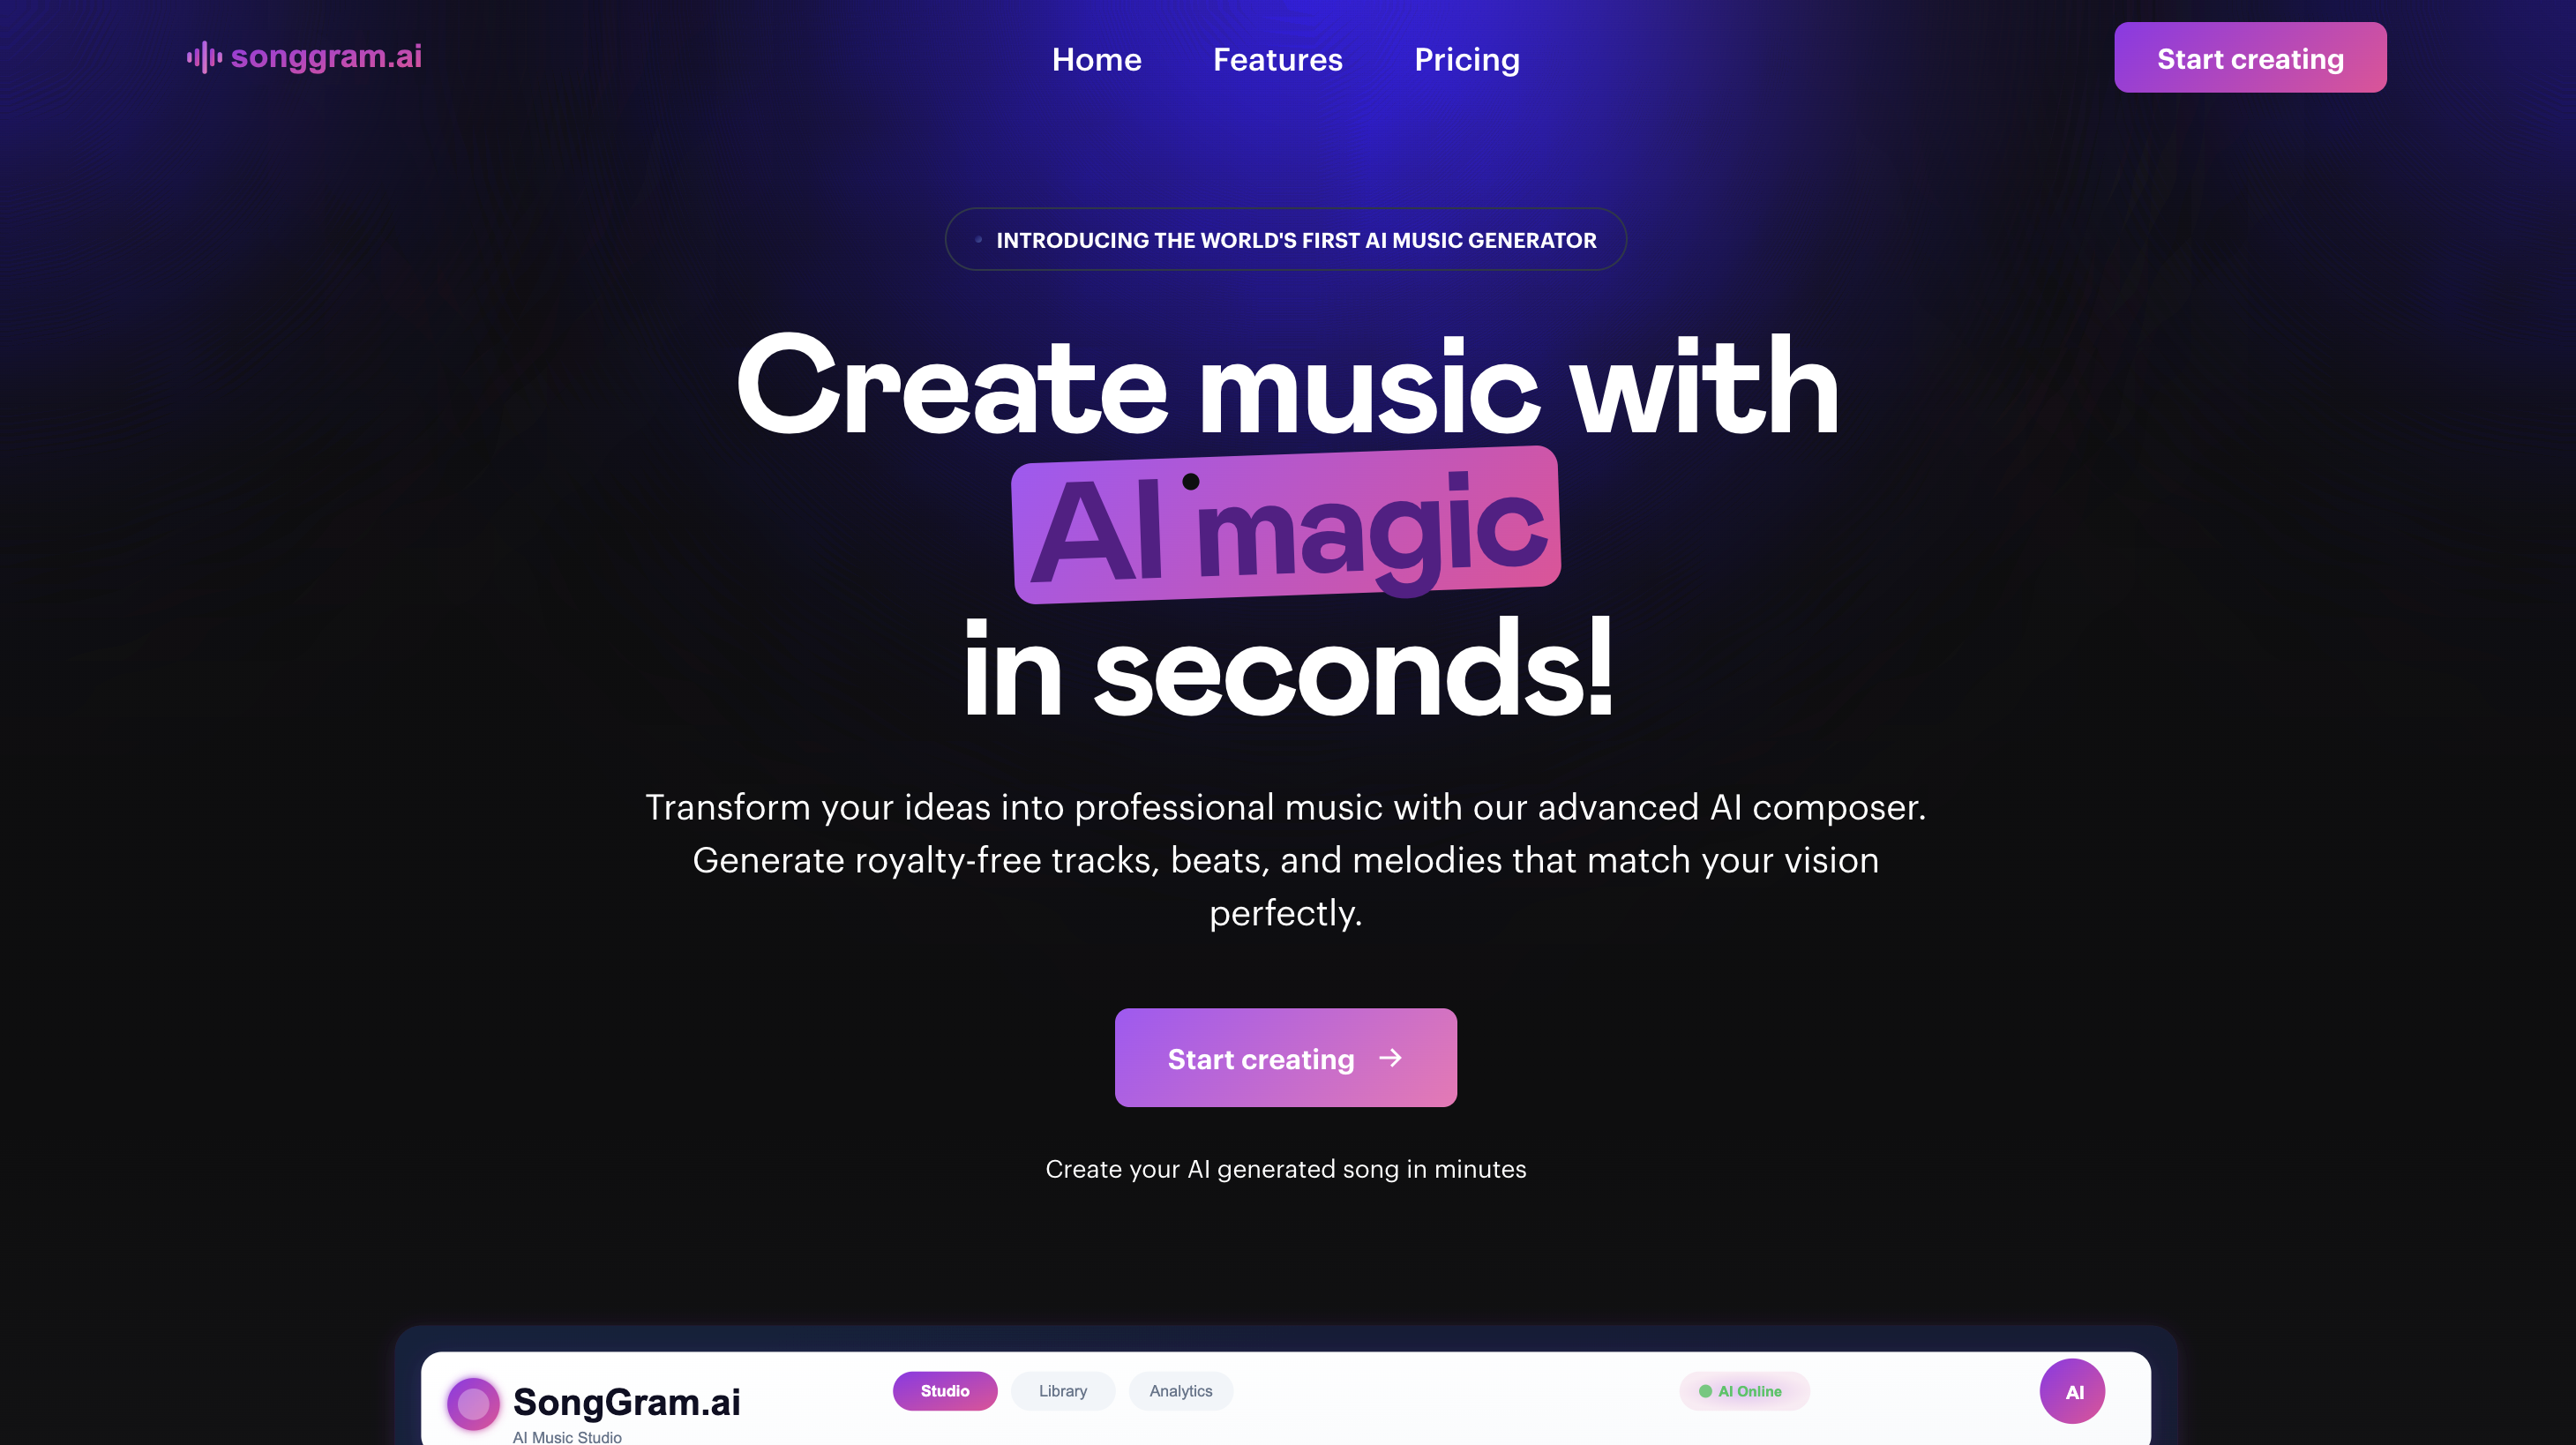 songgram.ai
Home
Features
Pricing
Start creating
INTRODUCING THE WORLD'S FIRST AI MUSIC GENERATOR
Create music with
AI magic
in seconds!
Transform your ideas into professional music with our advanced AI composer.
Generate royalty-free tracks, beats, and melodies that match your vision
perfectly.
Start creating →
Create your AI generated song in minutes
SongGram.ai
AI Music Studio
Studio
Library
Analytics
AI Online
AI